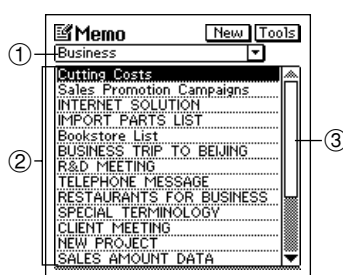 Memo New Tools
① Business
Cutting Costs
Sales Promotion Campaigns
INTERNET SOLUTION
IMPORT PARTS LIST
Bookstore List
BUSINESS TRIP TO BEIJING
R&D MEETING
TELEPHONE MESSAGE
RESTAURANTS FOR BUSINESS
SPECIAL TERMINOLOGY
CLIENT MEETING
NEW PROJECT
SALES AMOUNT DATA
②
③